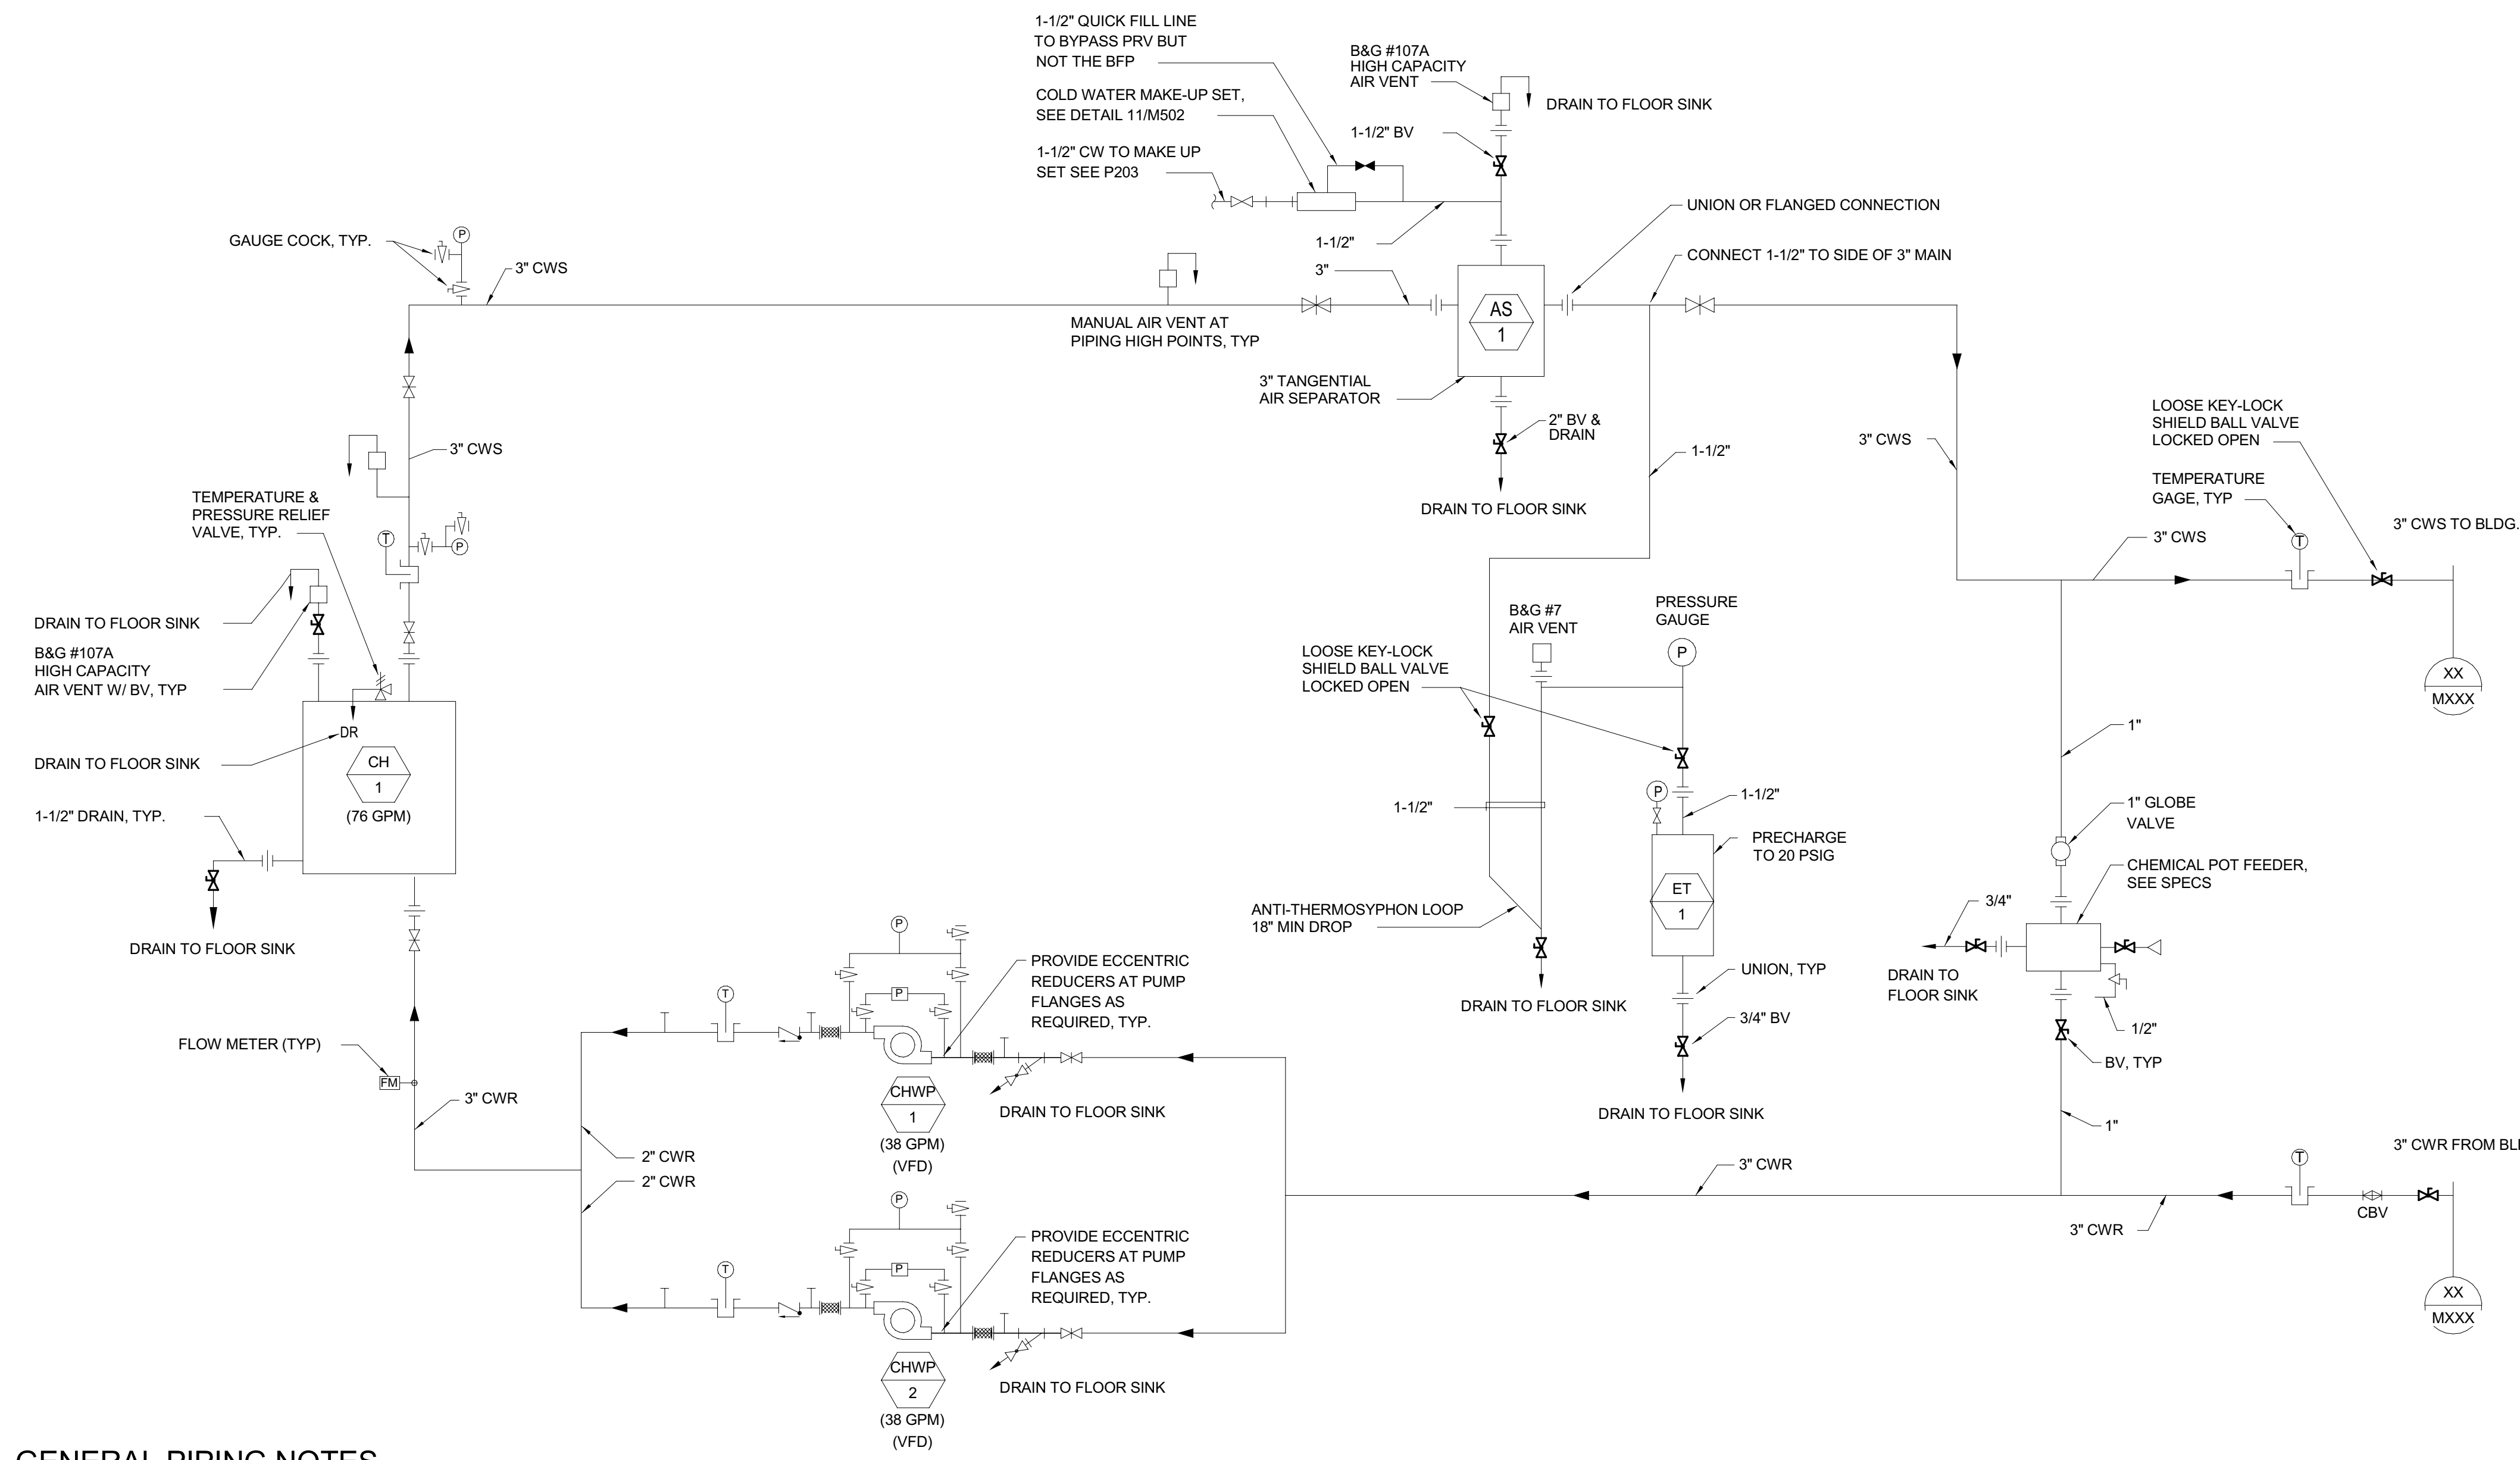 1-1/2" QUICK FILL LINE
TO BYPASS PRV BUT
NOT THE BFP
B&G #107A
HIGH CAPACITY
AIR VENT
DRAIN TO FLOOR SINK
COLD WATER MAKE-UP SET,
SEE DETAIL 11/M502
1-1/2" BV
1-1/2" CW TO MAKE UP
SET SEE P203
UNION OR FLANGED CONNECTION
GAUGE COCK, TYP.
P
3" CWS
1-1/2"
3"
CONNECT 1-1/2" TO SIDE OF 3" MAIN
AS
1
MANUAL AIR VENT AT
PIPING HIGH POINTS, TYP
3" TANGENTIAL
AIR SEPARATOR
2" BV &
DRAIN
DRAIN TO FLOOR SINK
1-1/2"
3" CWS
LOOSE KEY-LOCK
SHIELD BALL VALVE
LOCKED OPEN
TEMPERATURE
GAGE, TYP
T
3" CWS TO BLDG.
3" CWS
XX
MXXX
3" CWS
TEMPERATURE &
PRESSURE RELIEF
VALVE, TYP.
T
P
DRAIN TO FLOOR SINK
B&G #107A
HIGH CAPACITY
AIR VENT W/ BV, TYP
DR
DRAIN TO FLOOR SINK
CH
1
(76 GPM)
1-1/2" DRAIN, TYP.
DRAIN TO FLOOR SINK
B&G #7
AIR VENT
PRESSURE
GAUGE
P
LOOSE KEY-LOCK
SHIELD BALL VALVE
LOCKED OPEN
1-1/2"
P
1-1/2"
PRECHARGE
TO 20 PSIG
ET
1
ANTI-THERMOSYPHON LOOP
18" MIN DROP
DRAIN TO FLOOR SINK
UNION, TYP
3/4" BV
DRAIN TO FLOOR SINK
1"
1" GLOBE
VALVE
CHEMICAL POT FEEDER,
SEE SPECS
3/4"
DRAIN TO
FLOOR SINK
1/2"
BV, TYP
1"
FLOW METER (TYP)
FM
3" CWR
T
P
P
PROVIDE ECCENTRIC
REDUCERS AT PUMP
FLANGES AS
REQUIRED, TYP.
CHWP
1
(38 GPM)
(VFD)
DRAIN TO FLOOR SINK
2" CWR
2" CWR
T
P
P
PROVIDE ECCENTRIC
REDUCERS AT PUMP
FLANGES AS
REQUIRED, TYP.
CHWP
2
(38 GPM)
(VFD)
DRAIN TO FLOOR SINK
3" CWR
3" CWR
T
CBV
3" CWR FROM
XX
MXXX
GENERAL PIPING NOTES